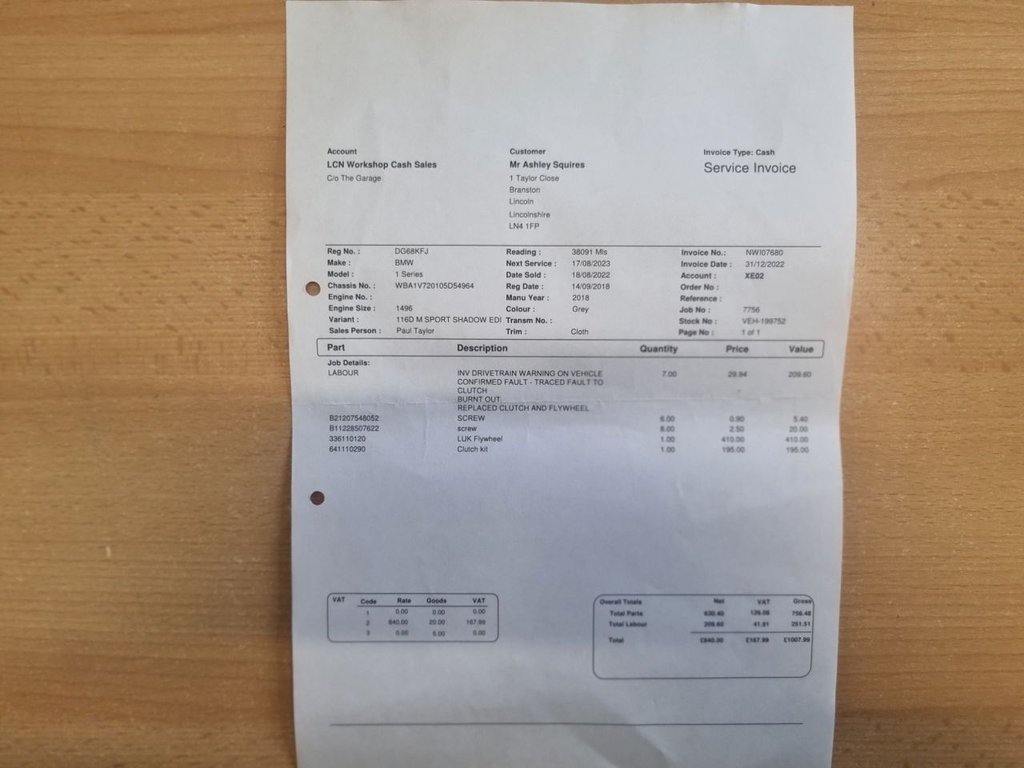 Account
LCN Workshop Cash Sales
C/o The Garage
Customer
Mr Ashley Squires
1 Taylor Close
Branston
Lincoln
Lincolnshire
LN4 1FP
Invoice Type: Cash
Service Invoice
Reg No. : DG68KFJ
Make : BMW
Model : 1 Series
Chassis No. : WBA1V720105D54964
Engine No. :
Engine Size : 1496
Variant : 116D M SPORT SHADOW EDI
Sales Person : Paul Taylor
Reading : 38091 Mls
Next Service : 17/08/2023
Date Sold : 18/08/2022
Reg Date : 14/09/2018
Manu Year : 2018
Colour : Grey
Transm No. :
Trim : Cloth
Invoice No.: NWI07680
Invoice Date : 31/12/2022
Account : XE02
Order No :
Reference :
Job No : 7756
Stock No : VEH-199752
Page No : 1 of 1
Part Description Quantity Price Value
Job Details:
LABOUR INV DRIVETRAIN WARNING ON VEHICLE 7.00 29.94 209.60
CONFIRMED FAULT - TRACED FAULT TO
CLUTCH
BURNT OUT
REPLACED CLUTCH AND FLYWHEEL
B21207548052 SCREW 6.00 0.90 5.40
B11228507622 screw 8.00 2.50 20.00
336110120 LUK Flywheel 1.00 410.00 410.00
641110290 Clutch kit 1.00 195.00 195.00
VAT Code Rate Goods VAT
1 0.00 0.00 0.00
2 840.00 20.00 167.99
3 0.00 0.00
Overall Totals Net VAT Gross
Total Parts 630.40 126.08 756.48
Total Labour 209.60 41.91 251.51
Total £840.00 £167.99 £1007.99